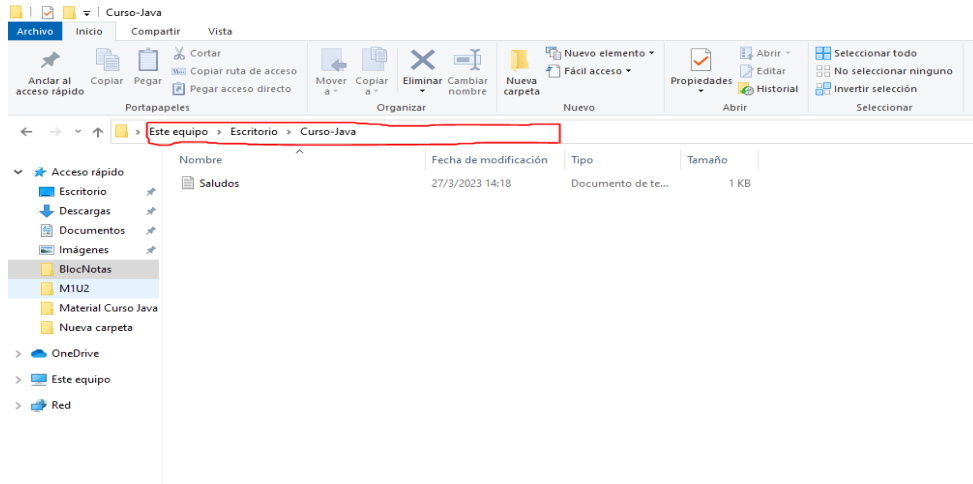 Curso-Java
Archivo Inicio Compartir Vista
Anclar al acceso rápido
Copiar
Pegar
Cortar
Copiar ruta de acceso
Pegar acceso directo
Portapapeles
Mover a
Copiar a
Eliminar
Cambiar nombre
Organizar
Nueva carpeta
Nuevo elemento
Fácil acceso
Nuevo
Propiedades
Abrir
Editar
Historial
Abrir
Seleccionar todo
No seleccionar ninguno
Invertir selección
Seleccionar
Este equipo > Escritorio > Curso-Java
Nombre Fecha de modificación Tipo Tamaño
Saludos 27/3/2023 14:18 Documento de te... 1 KB
Acceso rápido
Escritorio
Descargas
Documentos
Imágenes
BlocNotas
M1U2
Material Curso Java
Nueva carpeta
OneDrive
Este equipo
Red